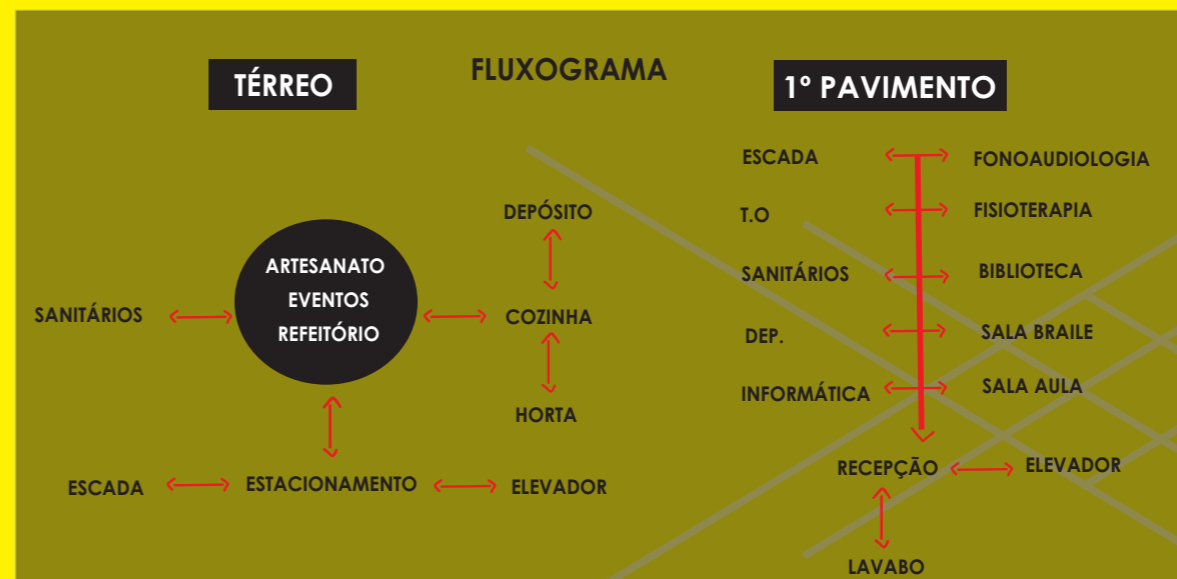 FLUXOGRAMA
TÉRREO
DEPÓSITO
ARTESANATO
EVENTOS
REFEITÓRIO
SANITÁRIOS
COZINHA
HORTA
ESCADA
ESTACIONAMENTO
ELEVADOR
1º PAVIMENTO
ESCADA
FONOAUDIOLOGIA
T.O
FISIOTERAPIA
SANITÁRIOS
BIBLIOTECA
DEP.
SALA BRAILE
INFORMÁTICA
SALA AULA
RECEPÇÃO
ELEVADOR
LAVABO